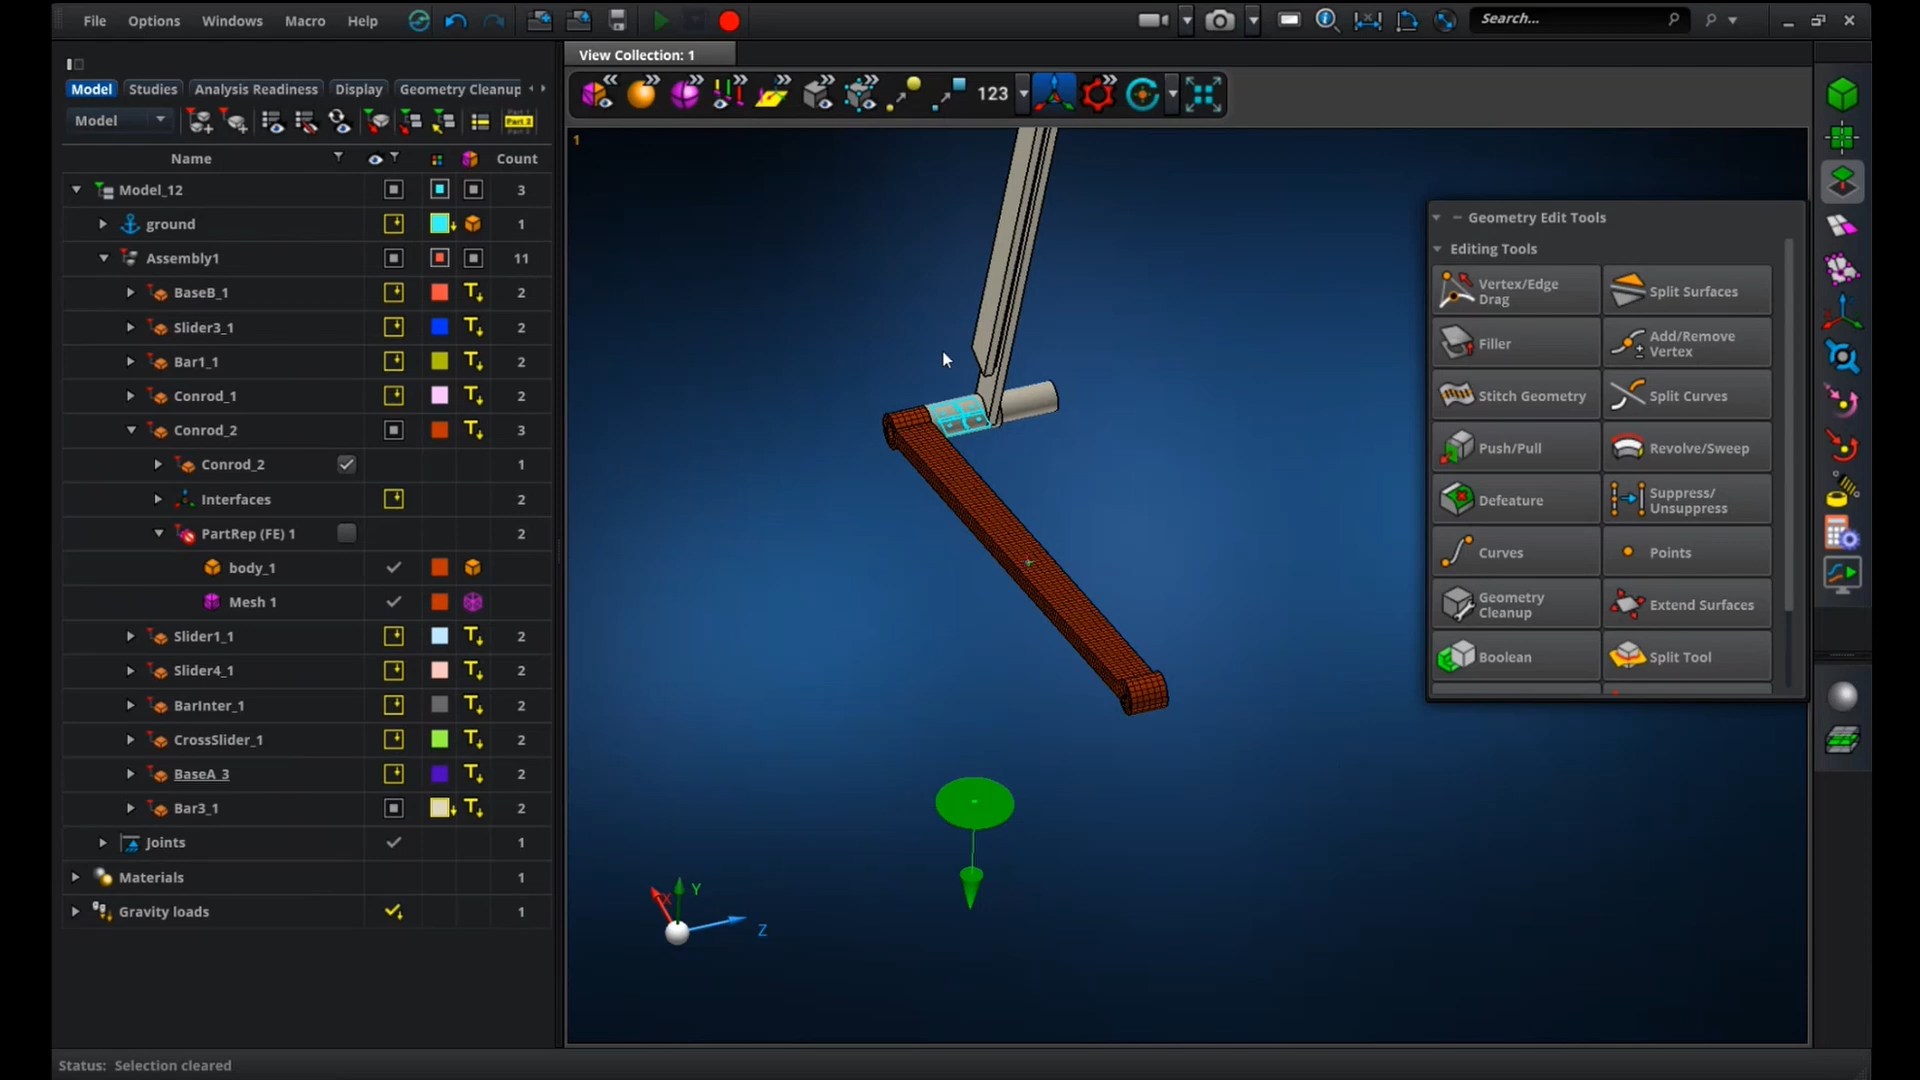 File Options Windows Macro Help Search...
View Collection: 1
Model Studies Analysis Readiness Display Geometry Cleanup
Model Part 2
123
Name Count
1
Model_12 3
ground 1
Assembly1 11
BaseB_1 2
Slider3_1 2
Bar1_1 2
Conrod_1 2
Conrod_2 3
Conrod_2 1
Interfaces 2
PartRep (FE) 1 2
body_1
Mesh 1
Slider1_1 2
Slider4_1 2
BarInter_1 2
CrossSlider_1 2
BaseA_3 2
Bar3_1 2
Joints 1
Materials 1
Gravity loads 1
Geometry Edit Tools
Editing Tools
Vertex/Edge Drag
Split Surfaces
Filler
Add/Remove Vertex
Stitch Geometry
Split Curves
Push/Pull
Revolve/Sweep
Defeature
Suppress/ Unsuppress
Curves
Points
Geometry Cleanup
Extend Surfaces
Boolean
Split Tool
X Y Z
Status: Selection cleared